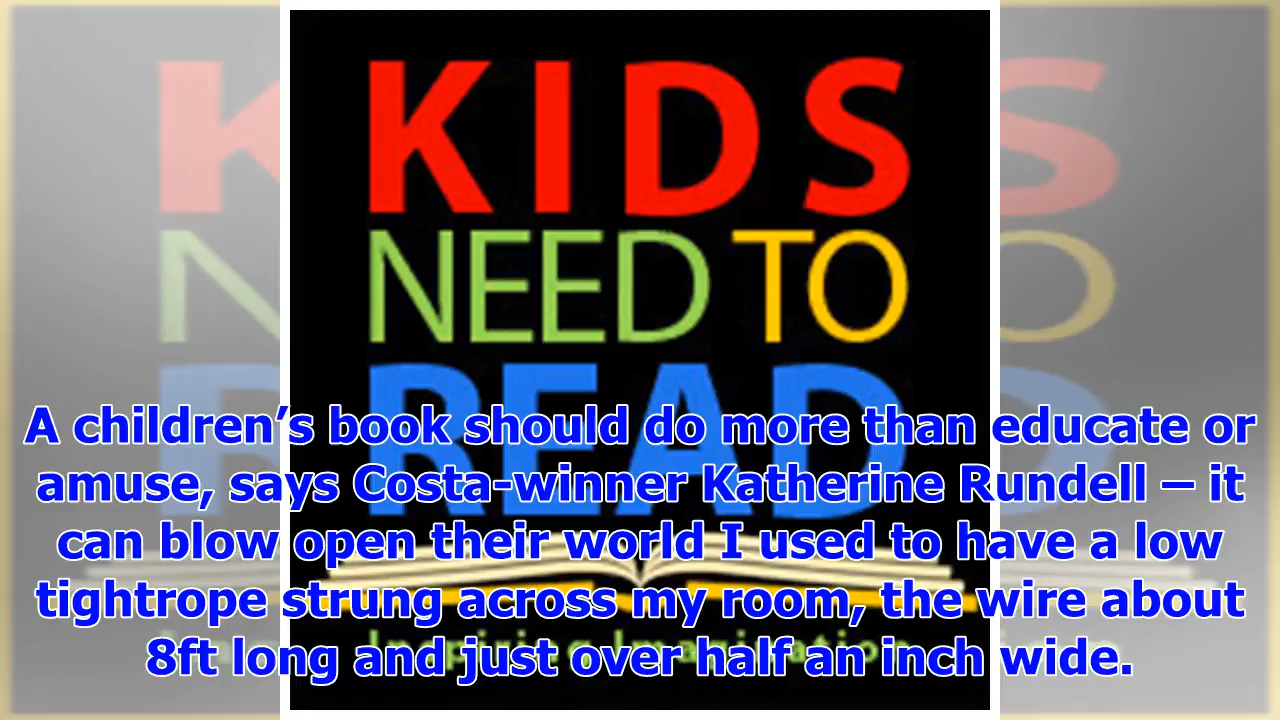 KIDS
NEED TO
READ
A children’s book should do more than educate or
amuse, says Costa-winner Katherine Rundell – it
can blow open their world I used to have a low
tightrope strung across my room, the wire about
8ft long and just over half an inch wide.
Inspiring Imagination